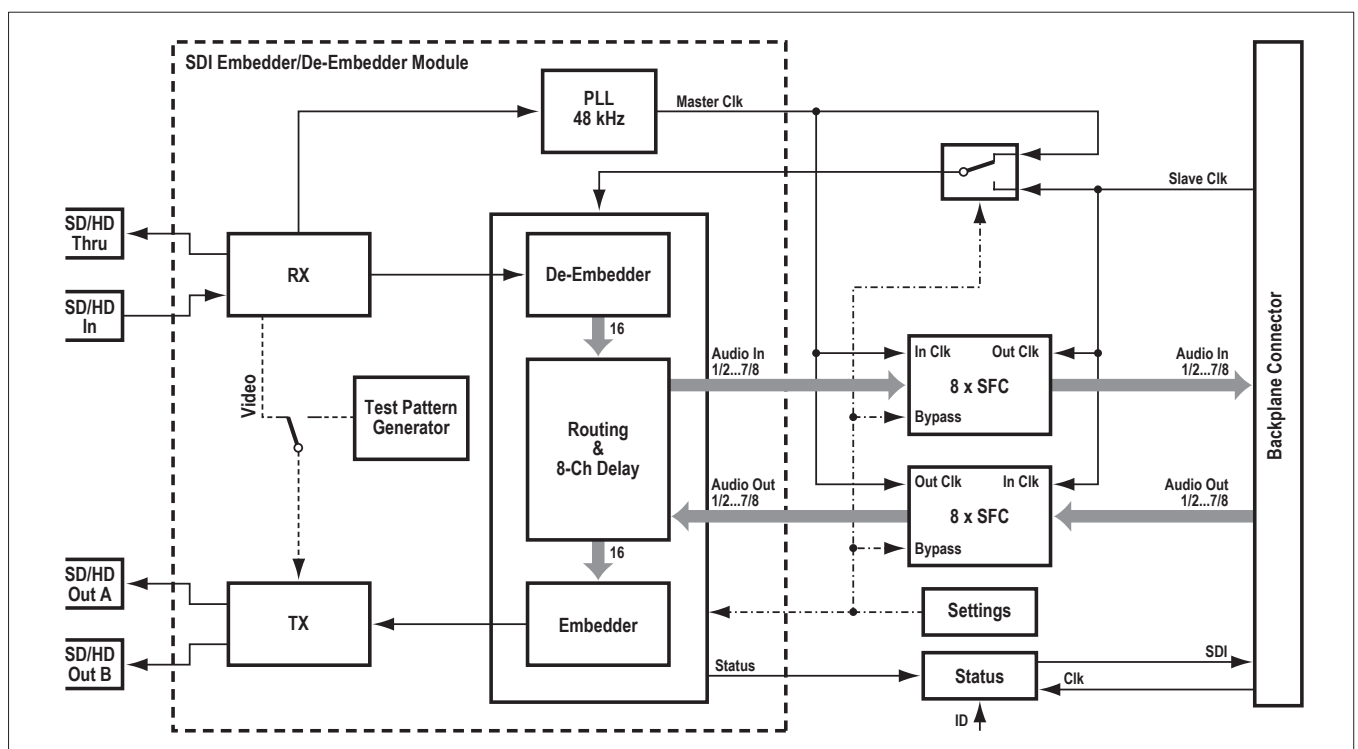 SDI Embedder/De-Embedder Module
PLL
48 kHz
Master Clk
Slave Clk
SD/HD
Thru
SD/HD
In
RX
De-Embedder
16
Audio In
1/2...7/8
In Clk
Out Clk
8 x SFC
Bypass
Audio In
1/2...7/8
Backplane Connector
Video
Test Pattern
Generator
Routing
&
8-Ch Delay
Audio Out
1/2...7/8
Out Clk
In Clk
8 x SFC
Bypass
Audio Out
1/2...7/8
16
SD/HD
Out A
SD/HD
Out B
TX
Embedder
Settings
Status
Status
SDI
Clk
ID